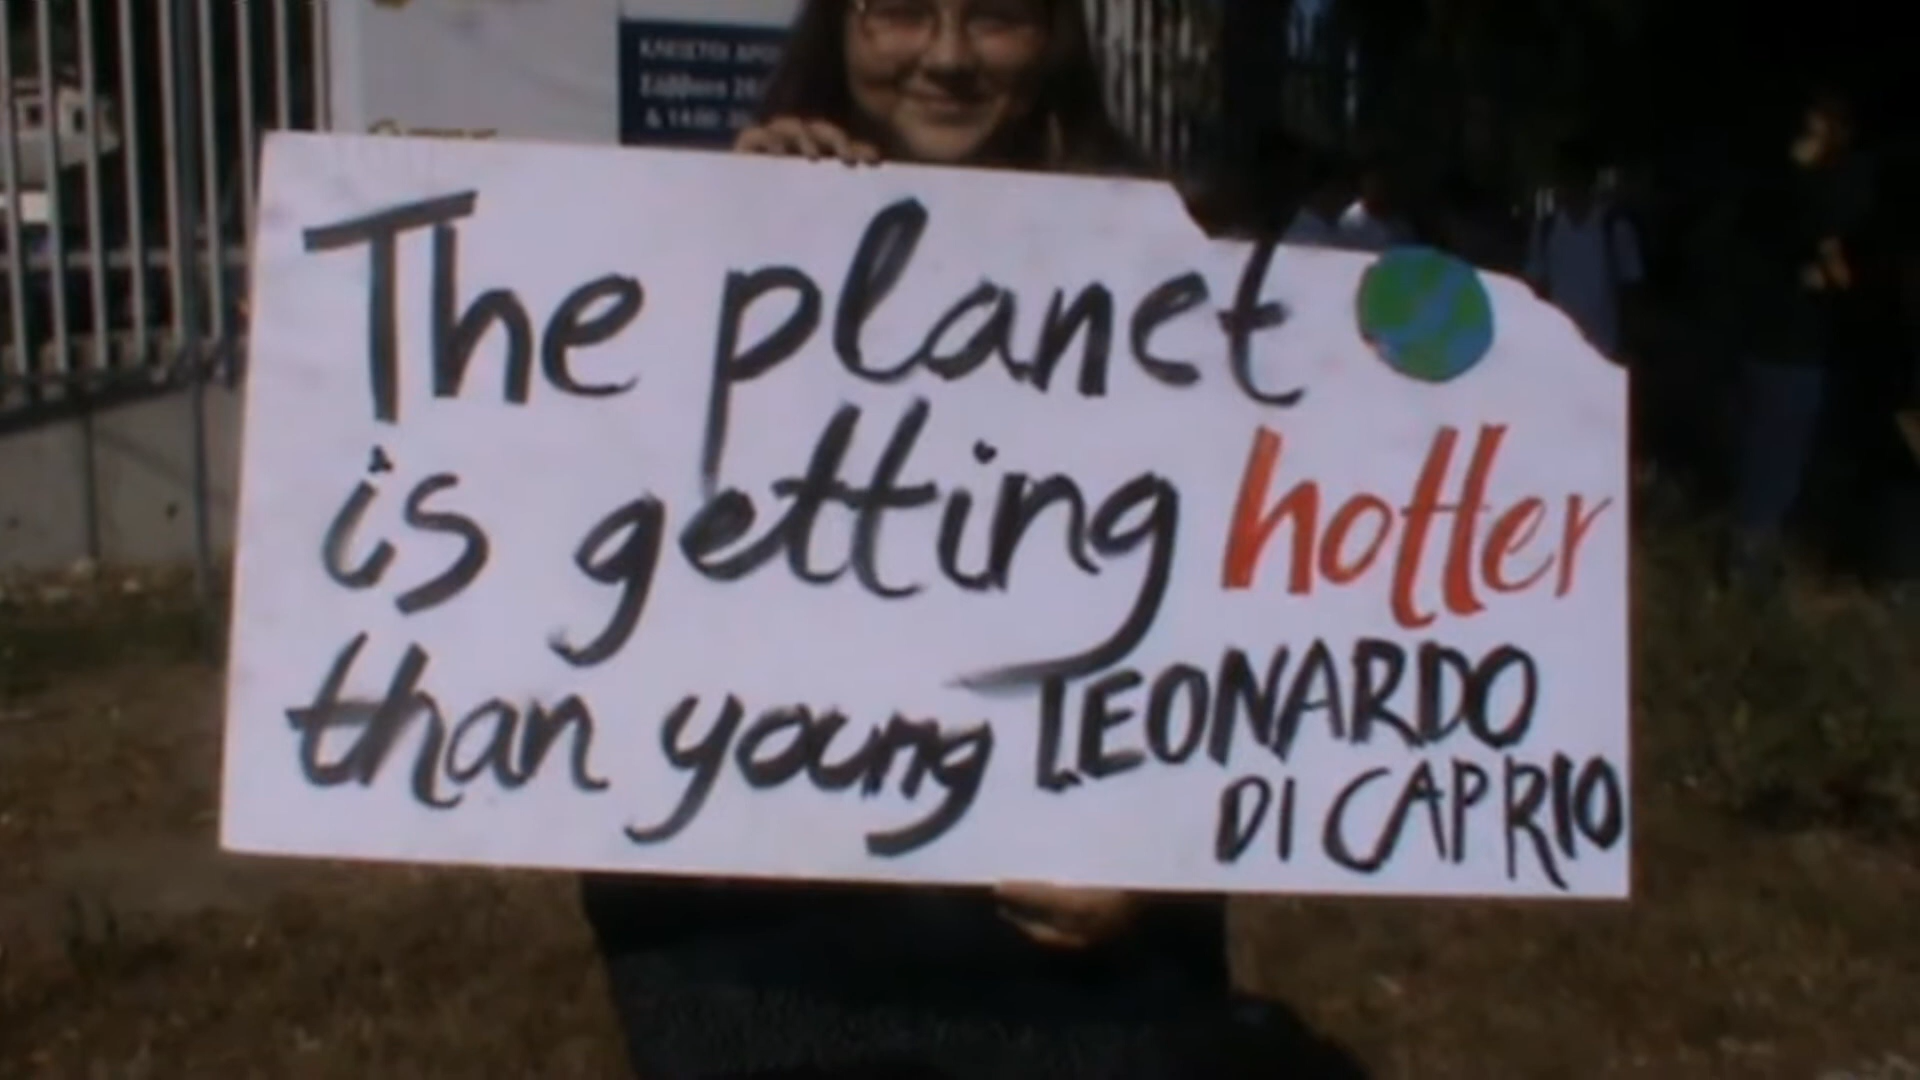 The planet
is getting hotter
than young LEONARDO
DI CAPRIO